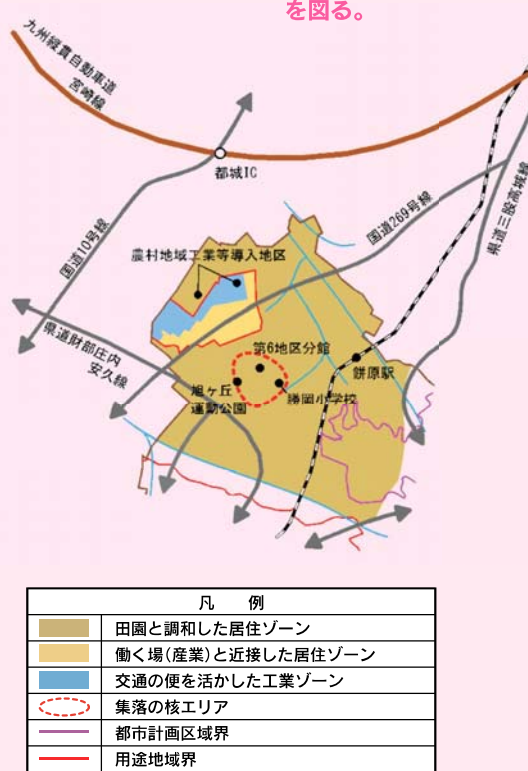 を図る。
九州縦貫自動車道
宮崎線
都城IC
国道10号線
国道269号線
県道三股高城線
農村地域工業等導入地区
県道財部庄内
安久線
第6地区分館
餅原駅
旭ヶ丘
運動公園
勝岡小学校
凡　例
田園と調和した居住ゾーン
働く場(産業)と近接した居住ゾーン
交通の便を活かした工業ゾーン
集落の核エリア
都市計画区域界
用途地域界